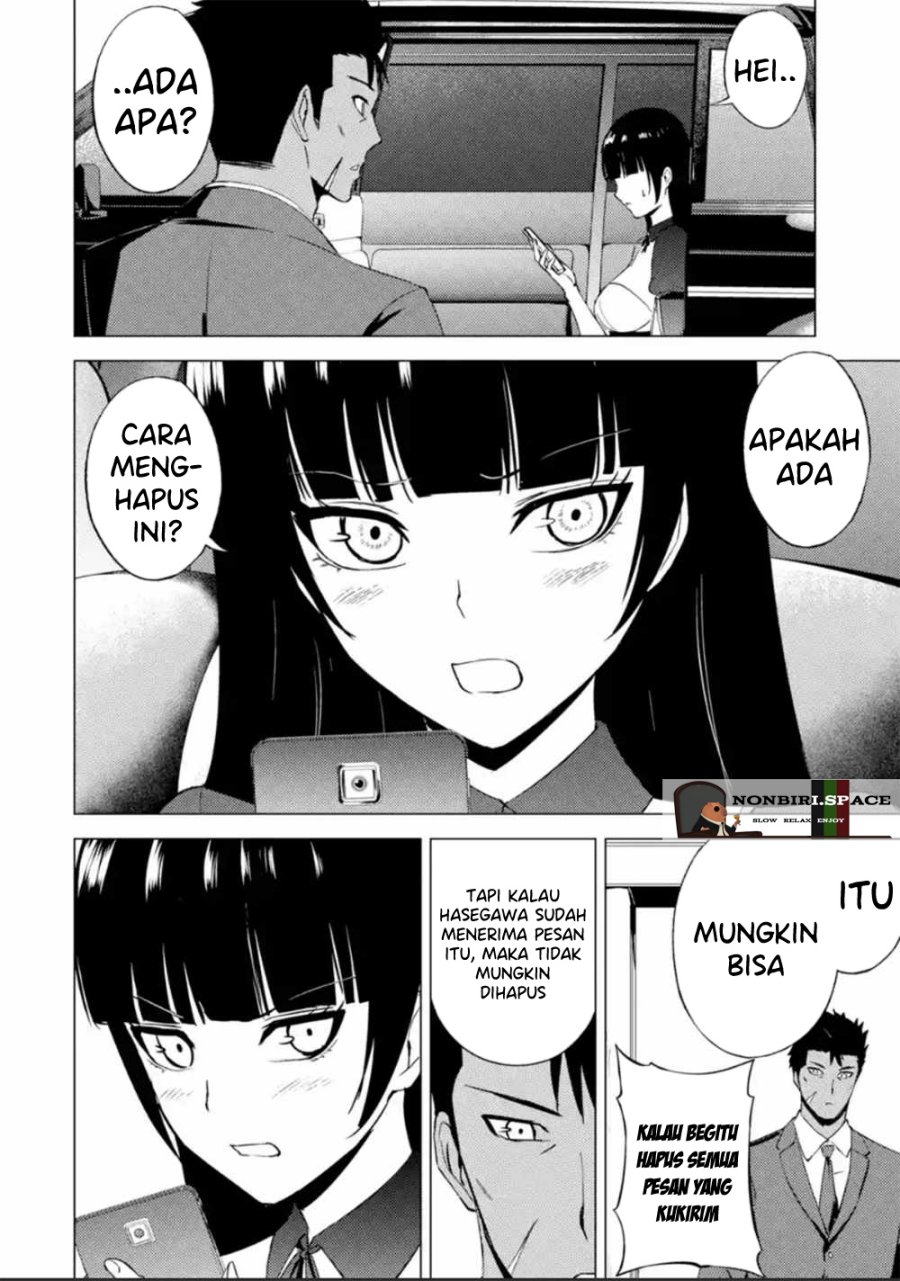 HEI..
..ADA
APA?
APAKAH
ADA
CARA
MENG-
HAPUS
INI?
NONBIRI.SPACE
SLOW RELAX ENJOY
ITU
MUNGKIN
BISA
KALAU BEGITU
HAPUS SEMUA
PESAN YANG
KUKIRIM
TAPI KALAU
HASEGAWA SUDAH
MENERIMA PESAN
ITU, MAKA TIDAK
MUNGKIN
DIHAPUS